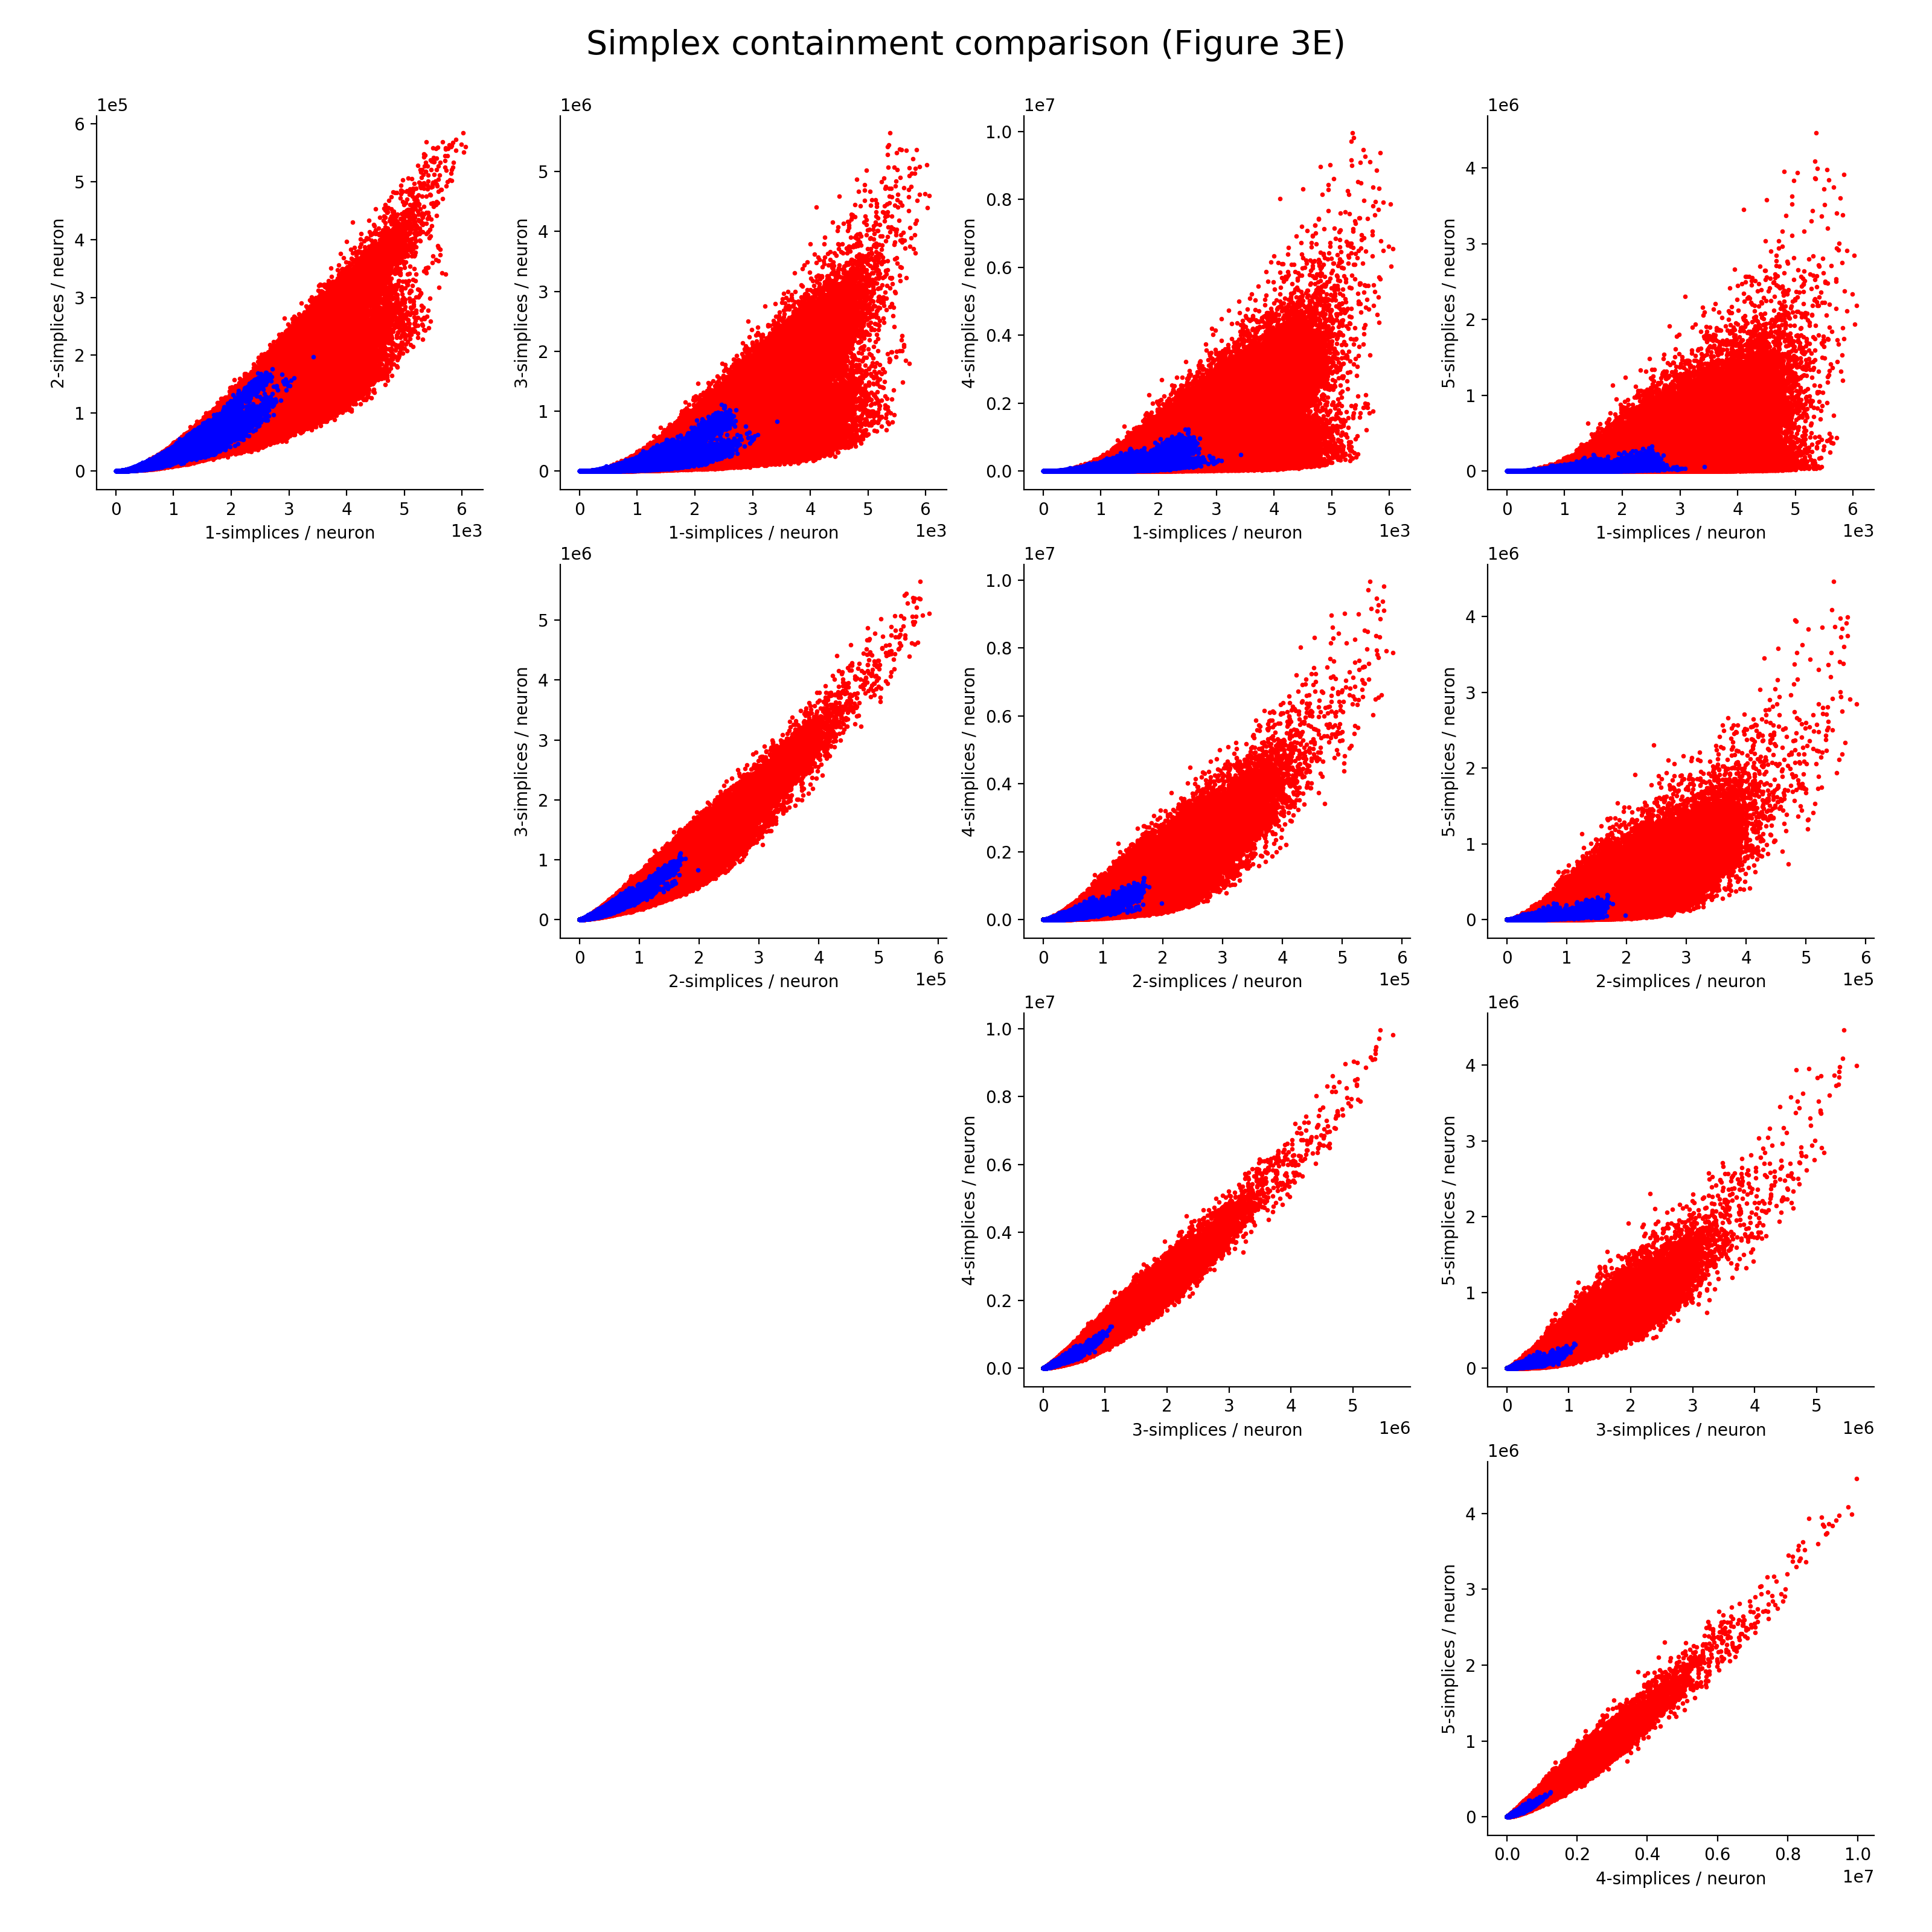 Simplex containment comparison (Figure 3E)
1e5
6
5
4
3
2
1
0
2-simplices / neuron
0 1 2 3 4 5 6
1-simplices / neuron 1e3
1e6
5
4
3
2
1
0
3-simplices / neuron
0 1 2 3 4 5 6
1-simplices / neuron 1e3
1e7
1.0
0.8
0.6
0.4
0.2
0.0
4-simplices / neuron
0 1 2 3 4 5 6
1-simplices / neuron 1e3
1e6
4
3
2
1
0
5-simplices / neuron
0 1 2 3 4 5 6
1-simplices / neuron 1e3
1e6
5
4
3
2
1
0
3-simplices / neuron
0 1 2 3 4 5 6
2-simplices / neuron 1e5
1e7
1.0
0.8
0.6
0.4
0.2
0.0
4-simplices / neuron
0 1 2 3 4 5 6
2-simplices / neuron 1e5
1e6
4
3
2
1
0
5-simplices / neuron
0 1 2 3 4 5 6
2-simplices / neuron 1e5
1e7
1.0
0.8
0.6
0.4
0.2
0.0
4-simplices / neuron
0 1 2 3 4 5
3-simplices / neuron 1e6
1e6
4
3
2
1
0
5-simplices / neuron
0 1 2 3 4 5
3-simplices / neuron 1e6
1e6
4
3
2
1
0
5-simplices / neuron
0.0 0.2 0.4 0.6 0.8 1.0
4-simplices / neuron 1e7